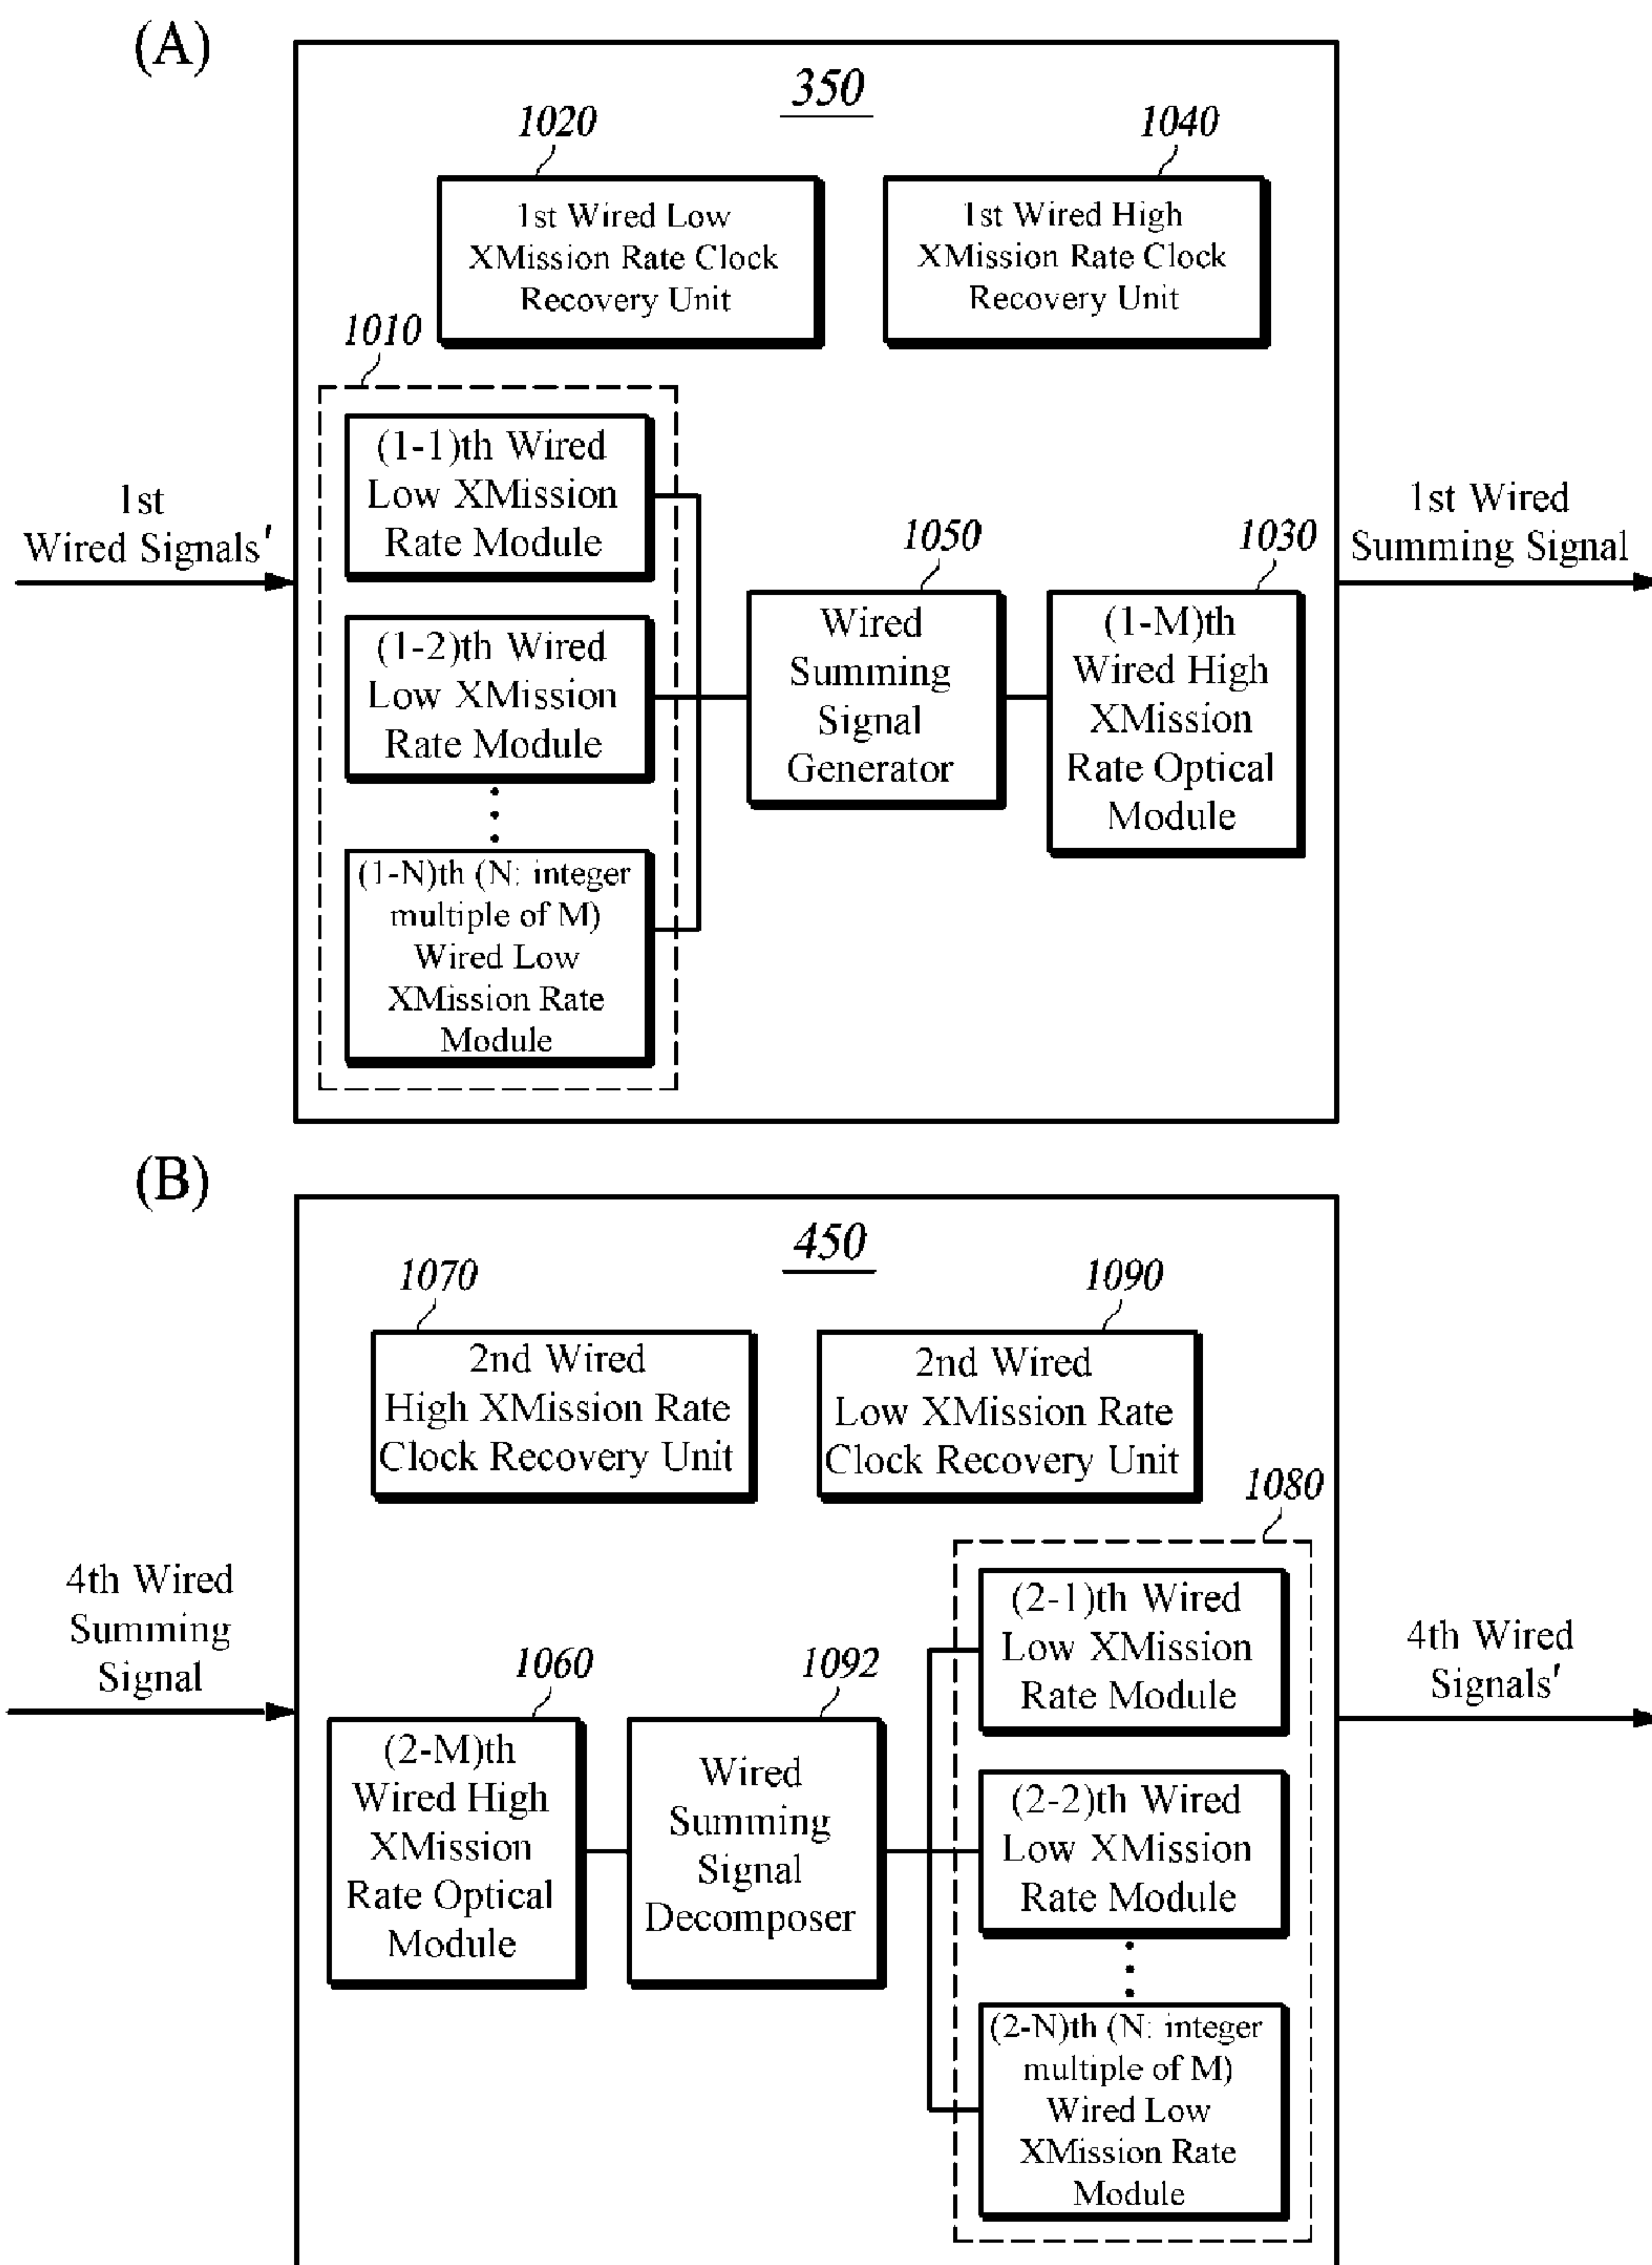 (A)
350
1020
1040
1st Wired Low
XMission Rate Clock
Recovery Unit
1st Wired High
XMission Rate Clock
Recovery Unit
1010
(1-1)th Wired
Low XMission
Rate Module
1st
Wired Signals'
1st Wired
Summing Signal
(1-2)th Wired
Low XMission
Rate Module
1050
Wired
Summing
Signal
Generator
1030
(1-M)th
Wired High
XMission
Rate Optical
Module
(1-N)th (N: integer
multiple of M)
Wired Low
XMission Rate
Module
(B)
450
1070
1090
2nd Wired
High XMission Rate
Clock Recovery Unit
2nd Wired
Low XMission Rate
Clock Recovery Unit
1080
4th Wired
Summing
Signal
(2-1)th Wired
Low XMission
Rate Module
4th Wired
Signals'
1060
1092
(2-M)th
Wired High
XMission
Rate Optical
Module
Wired
Summing
Signal
Decomposer
(2-2)th Wired
Low XMission
Rate Module
(2-N)th (N: integer
multiple of M)
Wired Low
XMission Rate
Module